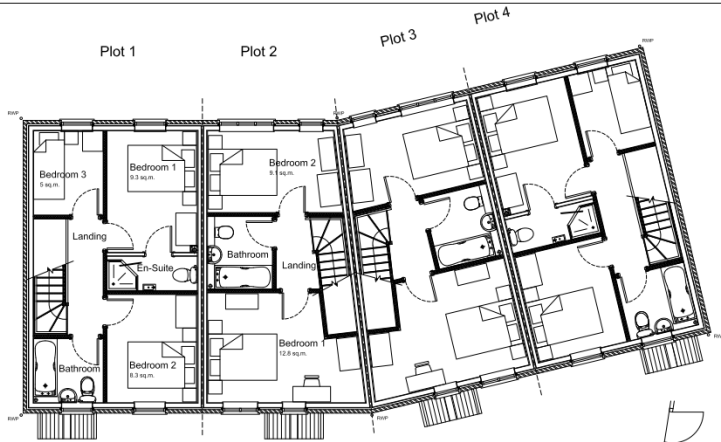 Plot 1
Plot 2
Plot 3
Plot 4
RWP
RWP
RWP
Bedroom 3
5 sq.m.
Bedroom 1
9.3 sq.m.
Bedroom 2
9.1 sq.m.
Landing
En-Suite
Bathroom
Landing
Bedroom 2
8.3 sq.m.
Bedroom 1
12.8 sq.m.
Bathroom
RWP
RWP
RWP